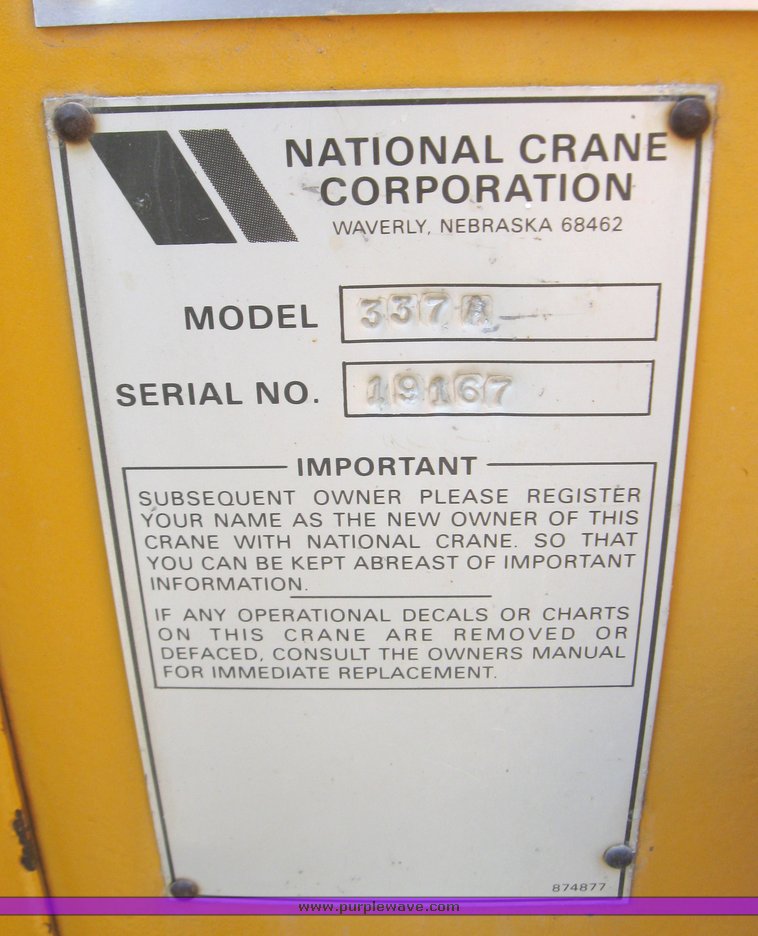 NATIONAL CRANE
CORPORATION
WAVERLY, NEBRASKA 68462
MODEL 337A
SERIAL NO. 19167
IMPORTANT
SUBSEQUENT OWNER PLEASE REGISTER
YOUR NAME AS THE NEW OWNER OF THIS
CRANE WITH NATIONAL CRANE. SO THAT
YOU CAN BE KEPT ABREAST OF IMPORTANT
INFORMATION.
IF ANY OPERATIONAL DECALS OR CHARTS
ON THIS CRANE ARE REMOVED OR
DEFACED, CONSULT THE OWNERS MANUAL
FOR IMMEDIATE REPLACEMENT.
874877
www.purplewave.com